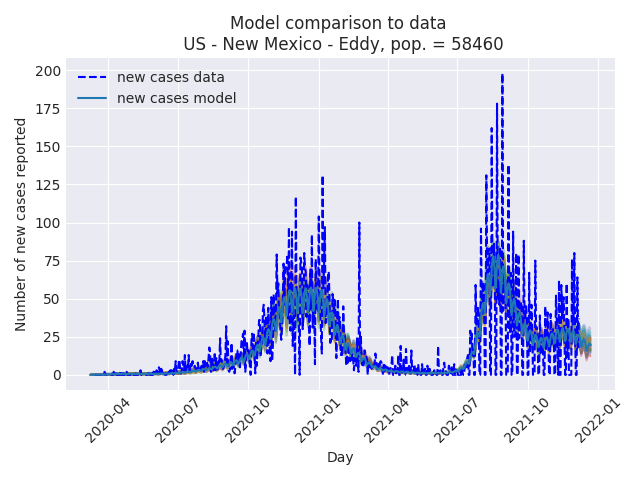 Model comparison to data
US - New Mexico - Eddy, pop. = 58460
new cases data
new cases model
Number of new cases reported
200
175
150
125
100
75
50
25
0
2020-04
2020-07
2020-10
2021-01
2021-04
2021-07
2021-10
2022-01
Day